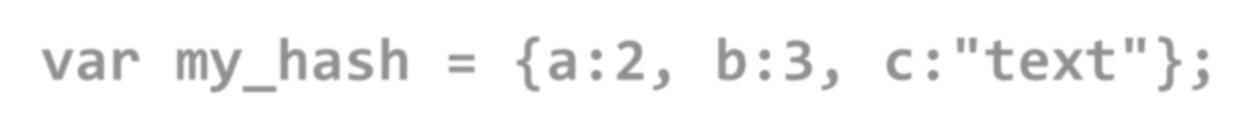 var my_hash = {a:2, b:3, c:"text"};